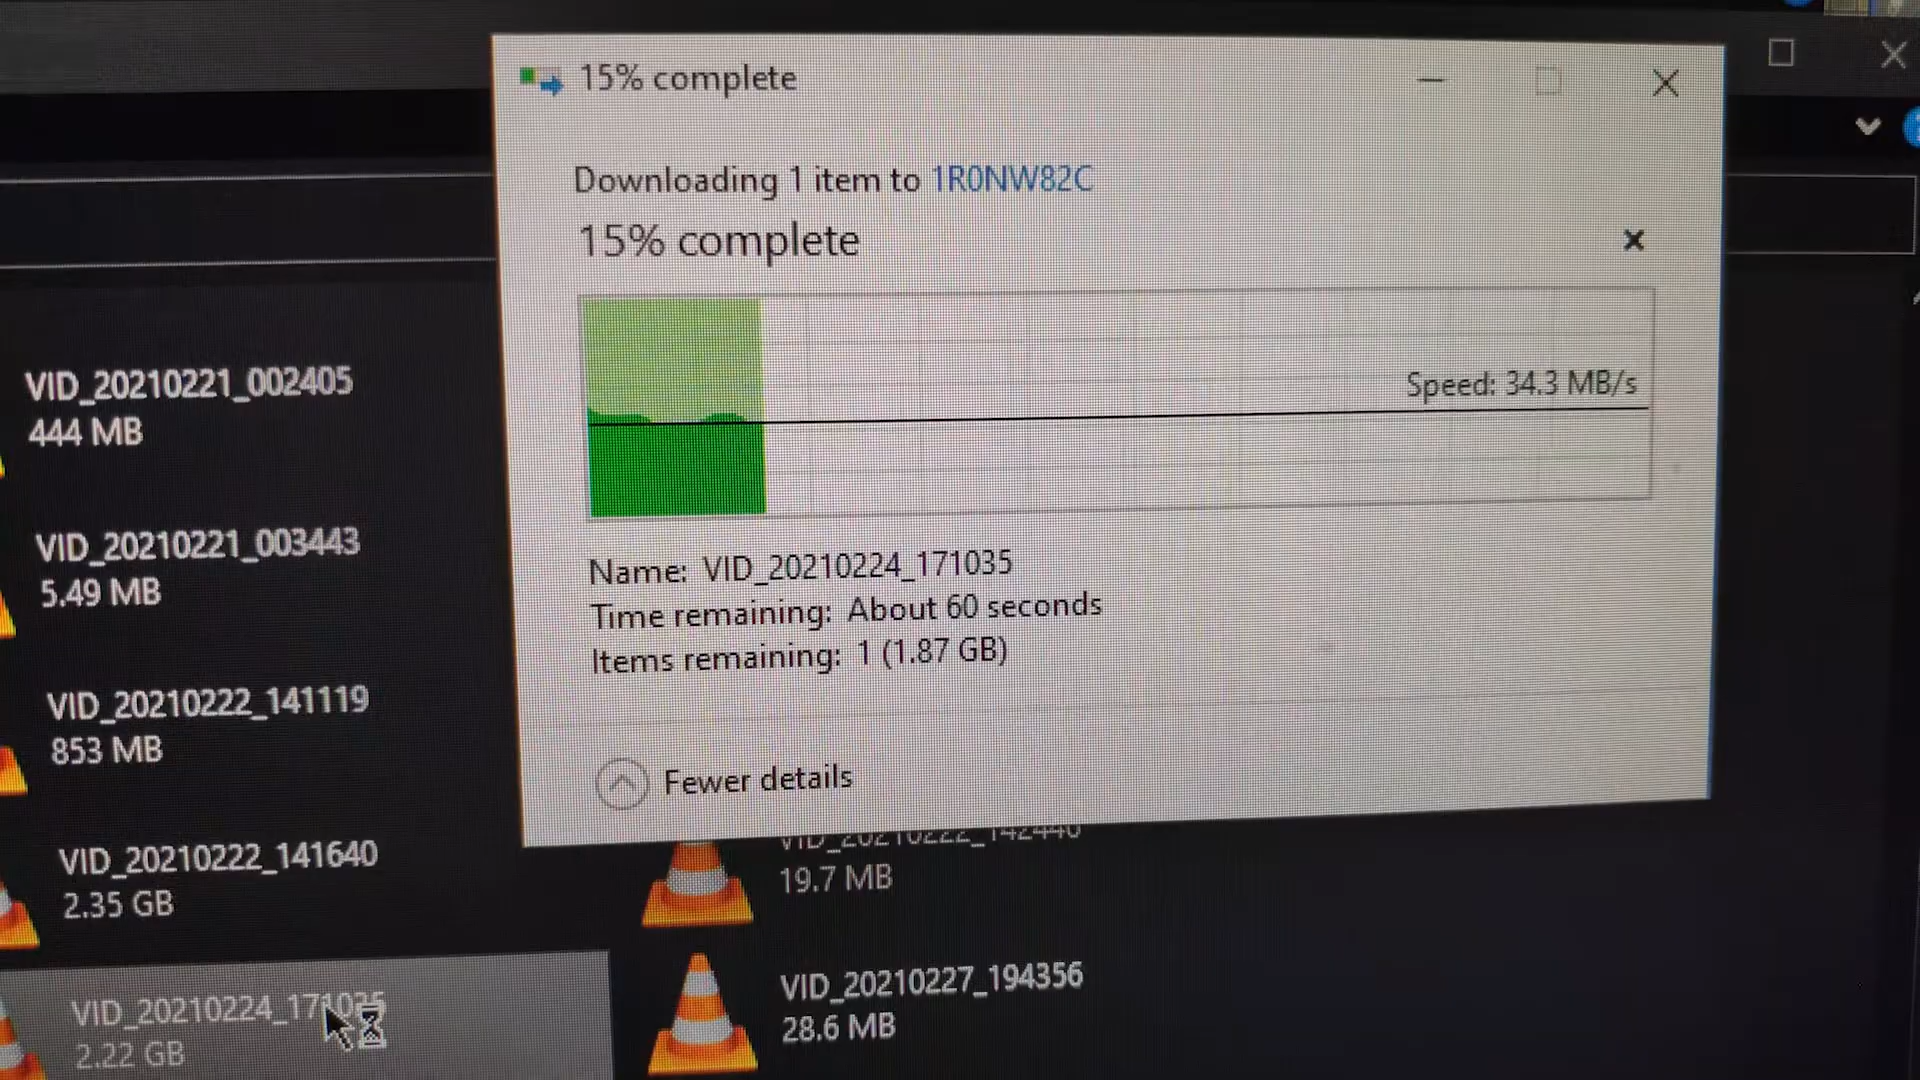 15% complete
Downloading 1 item to 1R0NW82C
15% complete
Speed: 34.3 MB/s
Name: VID_20210224_171035
Time remaining: About 60 seconds
Items remaining: 1 (1.87 GB)
Fewer details
VID_20210221_002405
444 MB
VID_20210221_003443
5.49 MB
VID_20210222_141119
853 MB
VID_20210222_141640
2.35 GB
VID_20210224_171035
2.22 GB
VID_20210222_142440
19.7 MB
VID_20210227_194356
28.6 MB